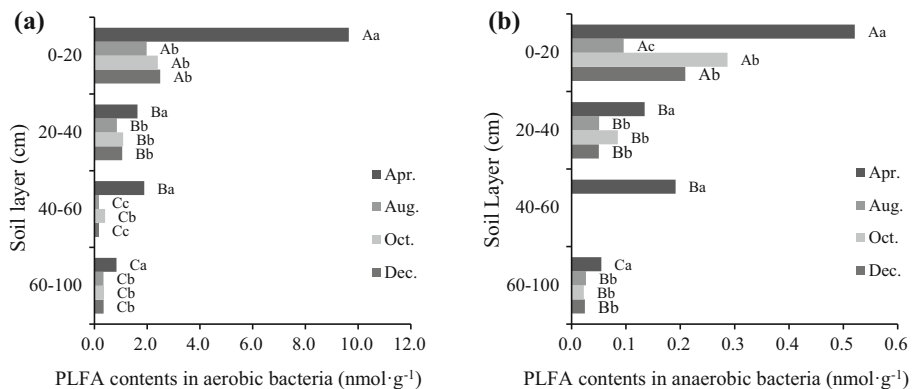 (a)
Soil layer (cm)
0-20
20-40
40-60
60-100
Aa
Ab
Ab
Ab
Ba
Bb
Bb
Bb
Ba
Cc
Cb
Cc
Ca
Cb
Cb
Cb
Apr.
Aug.
Oct.
Dec.
0.0 2.0 4.0 6.0 8.0 10.0 12.0
PLFA contents in aerobic bacteria (nmol·g⁻¹)
(b)
Soil Layer (cm)
0-20
20-40
40-60
60-100
Aa
Ac
Ab
Ab
Ba
Bb
Bb
Bb
Ba
Ca
Bb
Bb
Bb
Apr.
Aug.
Oct.
Dec.
0.0 0.1 0.2 0.3 0.4 0.5 0.6
PLFA contents in anaerobic bacteria (nmol·g⁻¹)